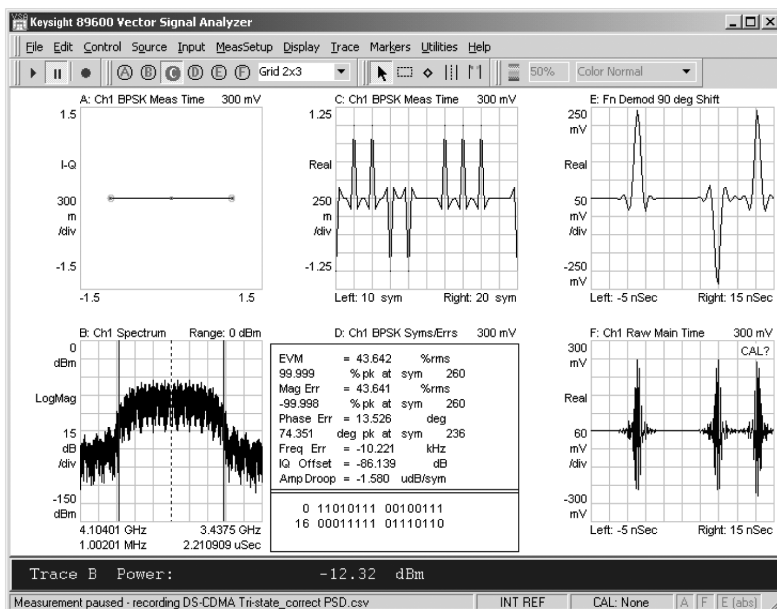 Keysight 89600 Vector Signal Analyzer
File Edit Control Source Input MeasSetup Display Trace Markers Utilities Help
A B C D E F Grid 2x3 50% Color Normal
A: Ch1 BPSK Meas Time 300 mV
1.5
I-Q
300
m
/div
-1.5
-1.5 1.5
C: Ch1 BPSK Meas Time 300 mV
1.25
Real
250
m
/div
-1.25
Left: 10 sym Right: 20 sym
E: Fn Demod 90 deg Shift
250
mV
Real
50
mV
/div
-250
mV
Left: -5 nSec Right: 15 nSec
B: Ch1 Spectrum Range: 0 dBm
0
dBm
LogMag
15
dB
/div
-150
dBm
4.10401 GHz 3.4375 GHz
1.00201 MHz 2.210909 uSec
D: Ch1 BPSK Syms/Errs 300 mV
EVM = 43.642 %rms
99.999 % pk at sym 260
Mag Err = 43.641 %rms
-99.998 % pk at sym 260
Phase Err = 13.526 deg
74.351 deg pk at sym 236
Freq Err = -10.221 kHz
IQ Offset = -86.139 dB
Amp Droop = -1.580 udB/sym
0 11010111 00100111
16 00011111 01110110
F: Ch1 Raw Main Time 300 mV
300
mV
CAL?
Real
60
mV
/div
-300
mV
Left: -5 nSec Right: 15 nSec
Trace B Power: -12.32 dBm
Measurement paused - recording DS-CDMA Tri-state_correct PSD.csv INT REF CAL: None A F E (abs)